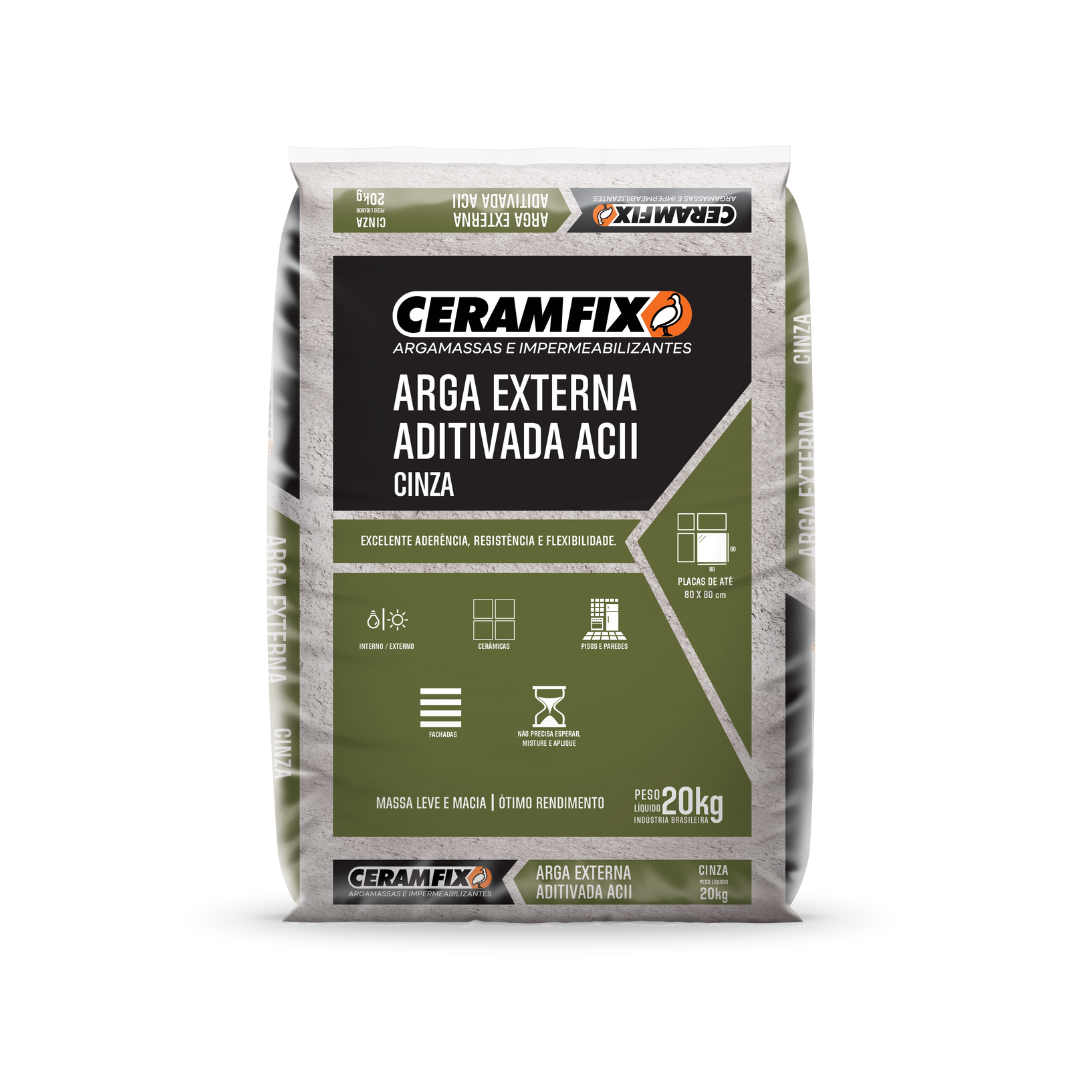 CERAMFIX
ARGAMASSAS E IMPERMEABILIZANTES
ARGA EXTERNA
ADITIVADA ACII
CINZA
PESO LÍQUIDO
20kg
CERAMFIX
ARGAMASSAS E IMPERMEABILIZANTES
ARGA EXTERNA
ADITIVADA ACII
CINZA
EXCELENTE ADERÊNCIA, RESISTÊNCIA E FLEXIBILIDADE.
80
80
PLACAS DE ATÉ
80 X 80 cm
INTERNO / EXTERNO
CERÂMICAS
PISOS E PAREDES
FACHADAS
NÃO PRECISA ESPERAR,
MISTURE E APLIQUE
MASSA LEVE E MACIA | ÓTIMO RENDIMENTO
PESO
LÍQUIDO
20kg
INDÚSTRIA BRASILEIRA
CERAMFIX
ARGAMASSAS E IMPERMEABILIZANTES
ARGA EXTERNA
ADITIVADA ACII
CINZA
PESO LÍQUIDO
20kg
ARGA EXTERNA CINZA
ARGA EXTERNA CINZA